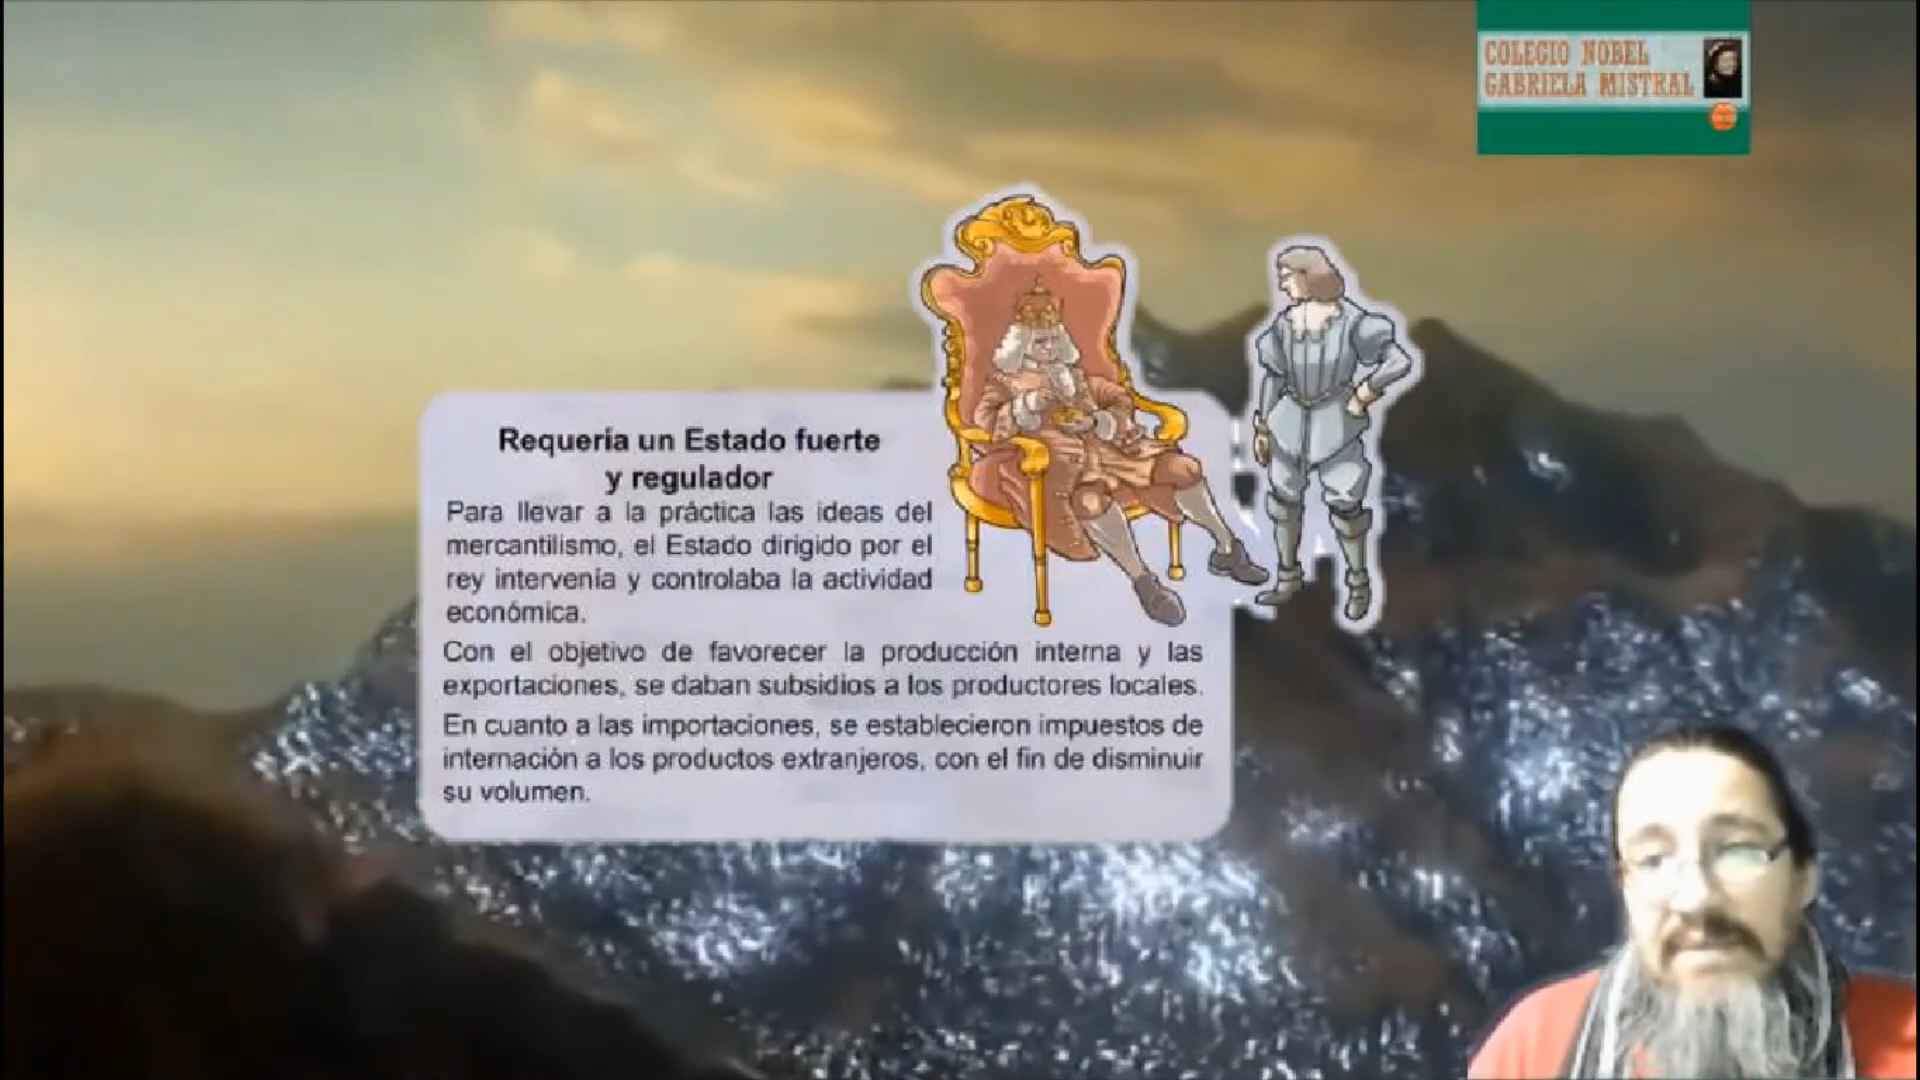 COLEGIO NOBEL
GABRIELA MISTRAL
Requería un Estado fuerte
y regulador
Para llevar a la práctica las ideas del
mercantilismo, el Estado dirigido por el
rey intervenía y controlaba la actividad
económica.
Con el objetivo de favorecer la producción interna y las
exportaciones, se daban subsidios a los productores locales.
En cuanto a las importaciones, se establecieron impuestos de
internación a los productos extranjeros, con el fin de disminuir
su volumen.